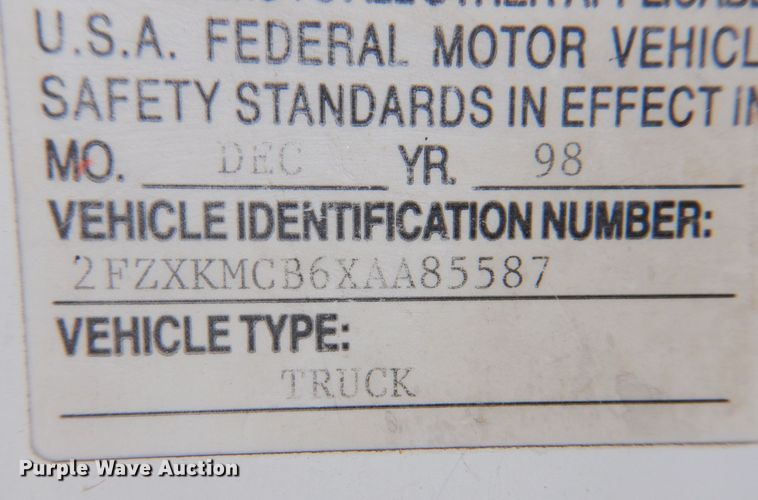 U.S.A. FEDERAL MOTOR VEHICL
SAFETY STANDARDS IN EFFECT IN
MO. DEC YR. 98
VEHICLE IDENTIFICATION NUMBER:
2FZXKMCB6XAA85587
VEHICLE TYPE:
TRUCK
Purple Wave Auction